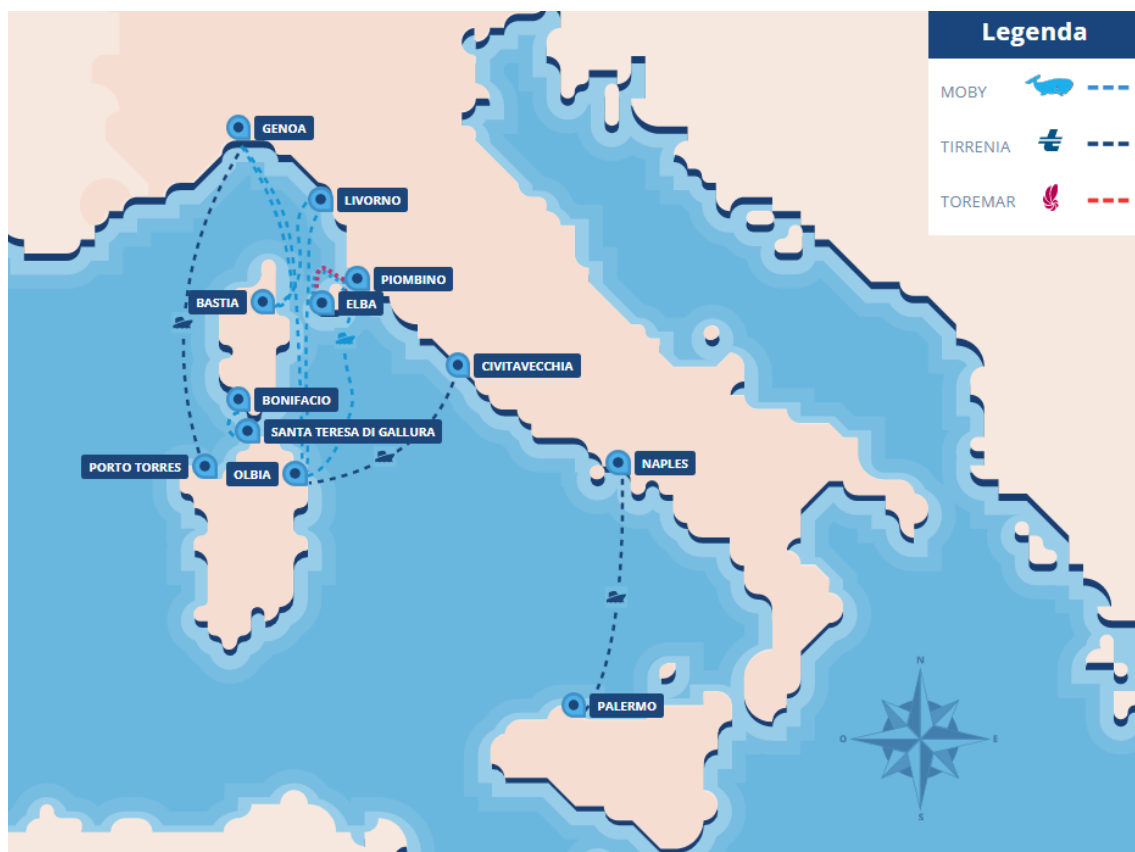 Legenda
MOBY
TIRRENIA
TOREMAR
GENOA
LIVORNO
PIOMBINO
BASTIA
ELBA
CIVITAVECCHIA
BONIFACIO
SANTA TERESA DI GALLURA
PORTO TORRES
OLBIA
NAPLES
PALERMO
N
O
E
S